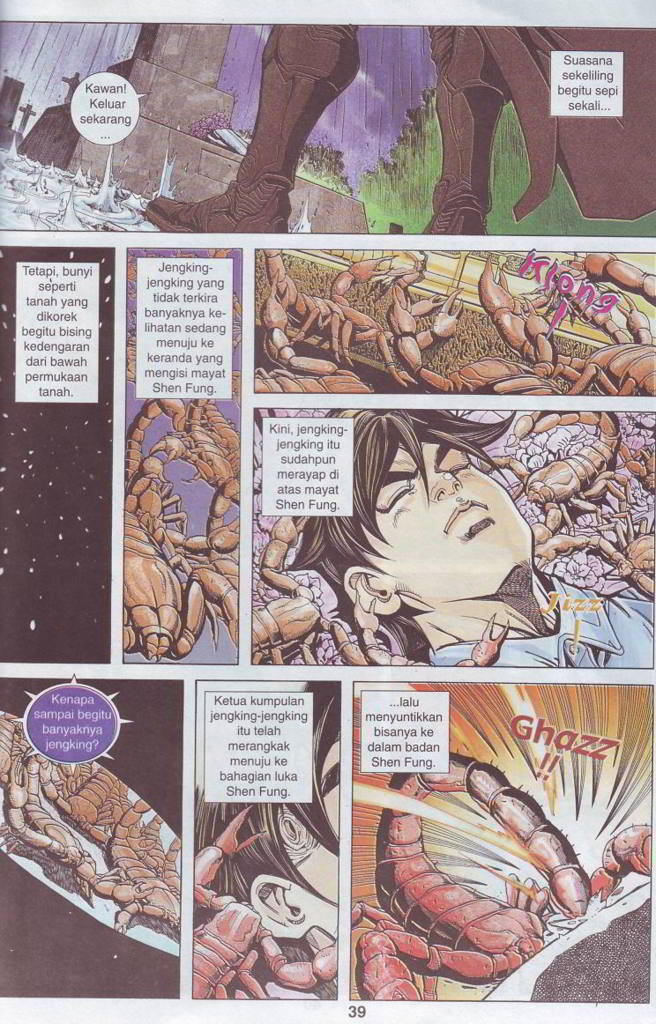 Kawan!
Keluar
sekarang
...
Suasana
sekeliling
begitu sepi
sekali...
Tetapi, bunyi
seperti
tanah yang
dikorek
begitu bising
kedengaran
dari bawah
permukaan
tanah.
Jengking-
jengking yang
tidak terkira
banyaknya ke-
lihatan sedang
menuju ke
keranda yang
mengisi mayat
Shen Fung.
Klong
!
Kini, jengking-
jengking itu
sudahpun
merayap di
atas mayat
Shen Fung.
Jizz
!
Kenapa
sampai begitu
banyaknya
jengking?
Ketua kumpulan
jengking-jengking
itu telah
merangkak
menuju ke
bahagian luka
Shen Fung.
...lalu
menyuntikkan
bisanya ke
dalam badan
Shen Fung.
Ghazz
!!
39